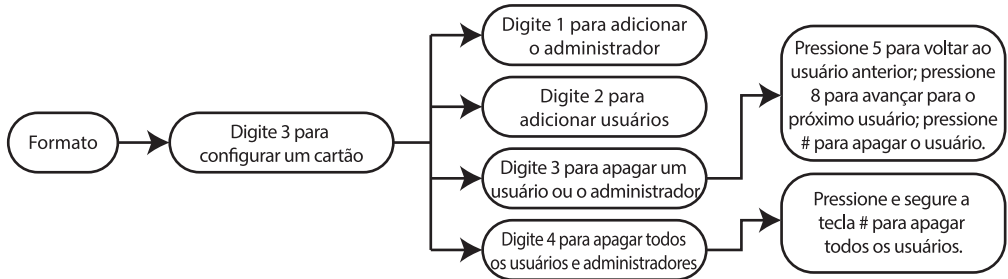 Formato
Digite 3 para
configurar um cartão
Digite 1 para adicionar
o administrador
Digite 2 para
adicionar usuários
Digite 3 para apagar um
usuário ou o administrador
Digite 4 para apagar todos
os usuários e administradores
Pressione 5 para voltar ao
usuário anterior; pressione
8 para avançar para o
próximo usuário; pressione
# para apagar o usuário.
Pressione e segure a
tecla # para apagar
todos os usuários.